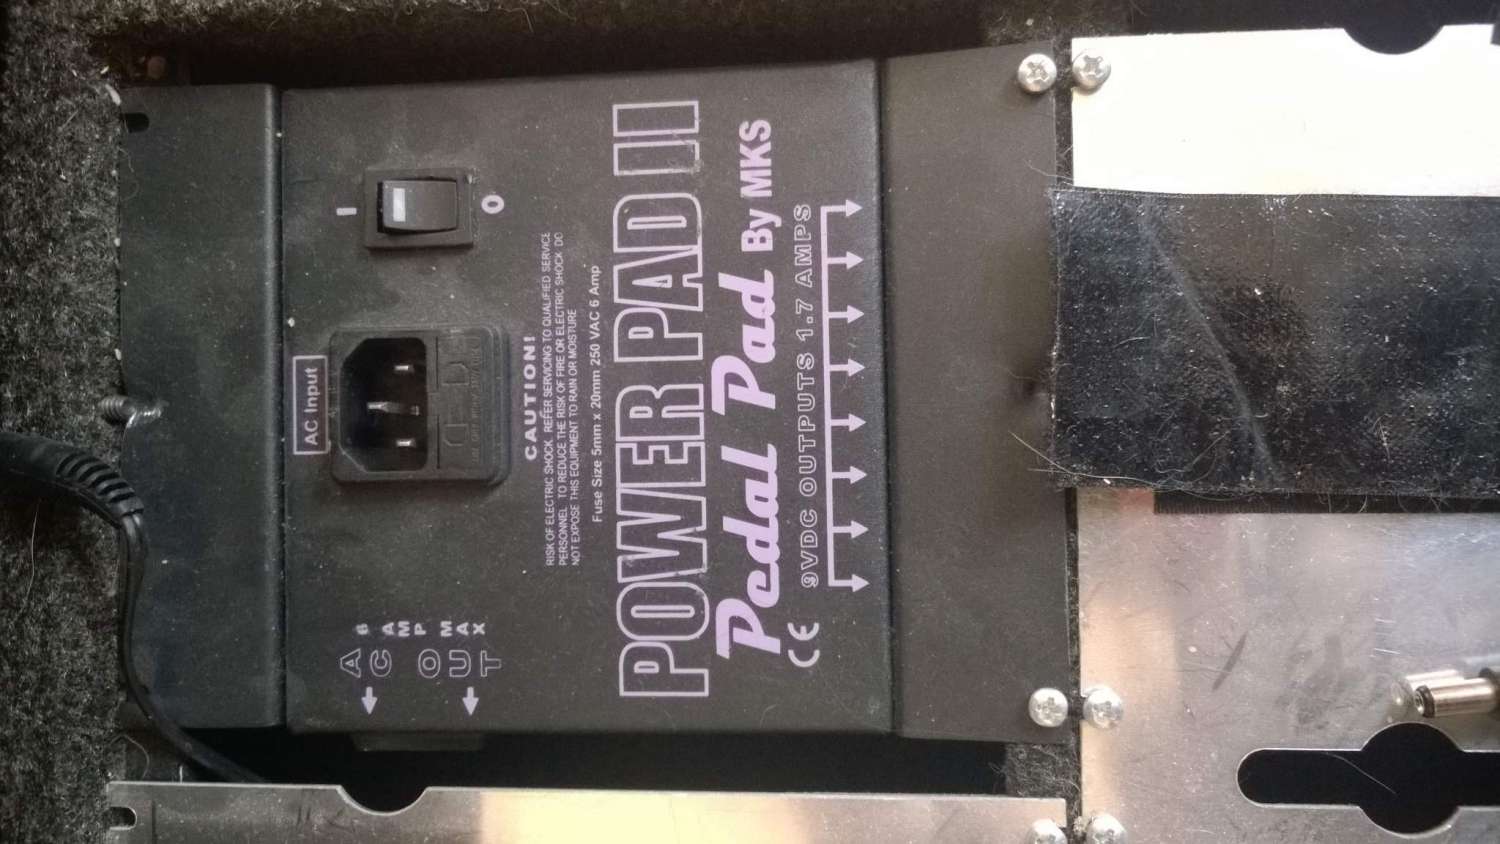 I
O
AC Input
AC OUT
6 AMP MAX
CAUTION!
RISK OF ELECTRIC SHOCK. REFER SERVICING TO QUALIFIED SERVICE
PERSONNEL. TO REDUCE THE RISK OF FIRE OR ELECTRIC SHOCK DO
NOT EXPOSE THIS EQUIPMENT TO RAIN OR MOISTURE
Fuse Size 5mm x 20mm 250 VAC 6 Amp
POWER PAD II
Pedal Pad By MKS
CE 9VDC OUTPUTS 1.7 AMPS